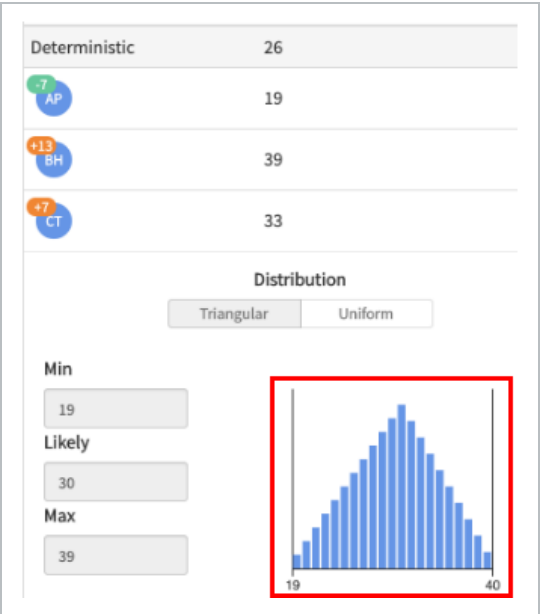 Deterministic 26
-7
AP 19
+13
BH 39
+7
CT 33
Distribution
Triangular Uniform
Min
19
Likely
30
Max
39
19 40